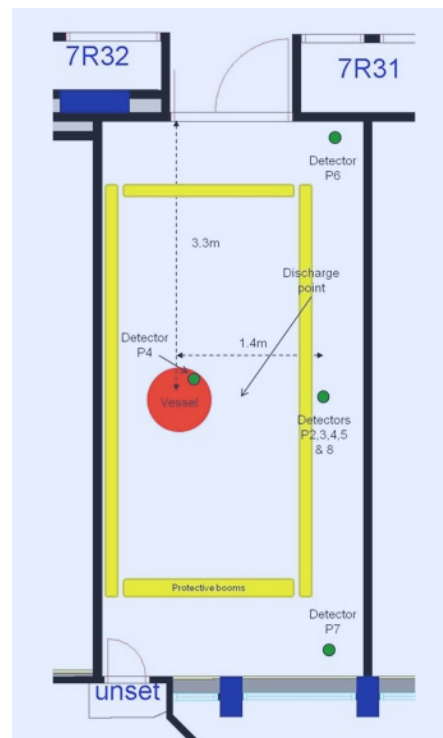 7R32
7R31
Detector
P6
3.3m
Discharge
point
Detector
P4
1.4m
Vessel
Detectors
P2,3,4,5
& 8
Protective booms
Detector
P7
unset